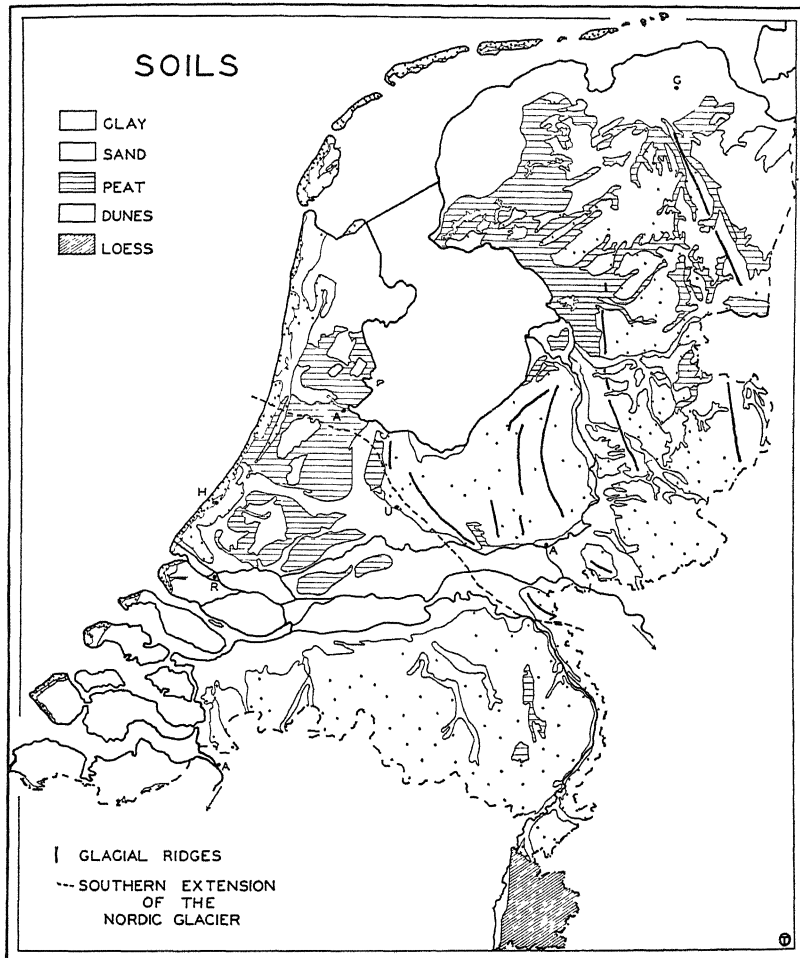 SOILS
CLAY
SAND
PEAT
DUNES
LOESS
G
A
H
U
A
R
A
GLACIAL RIDGES
SOUTHERN EXTENSION
OF THE
NORDIC GLACIER
T